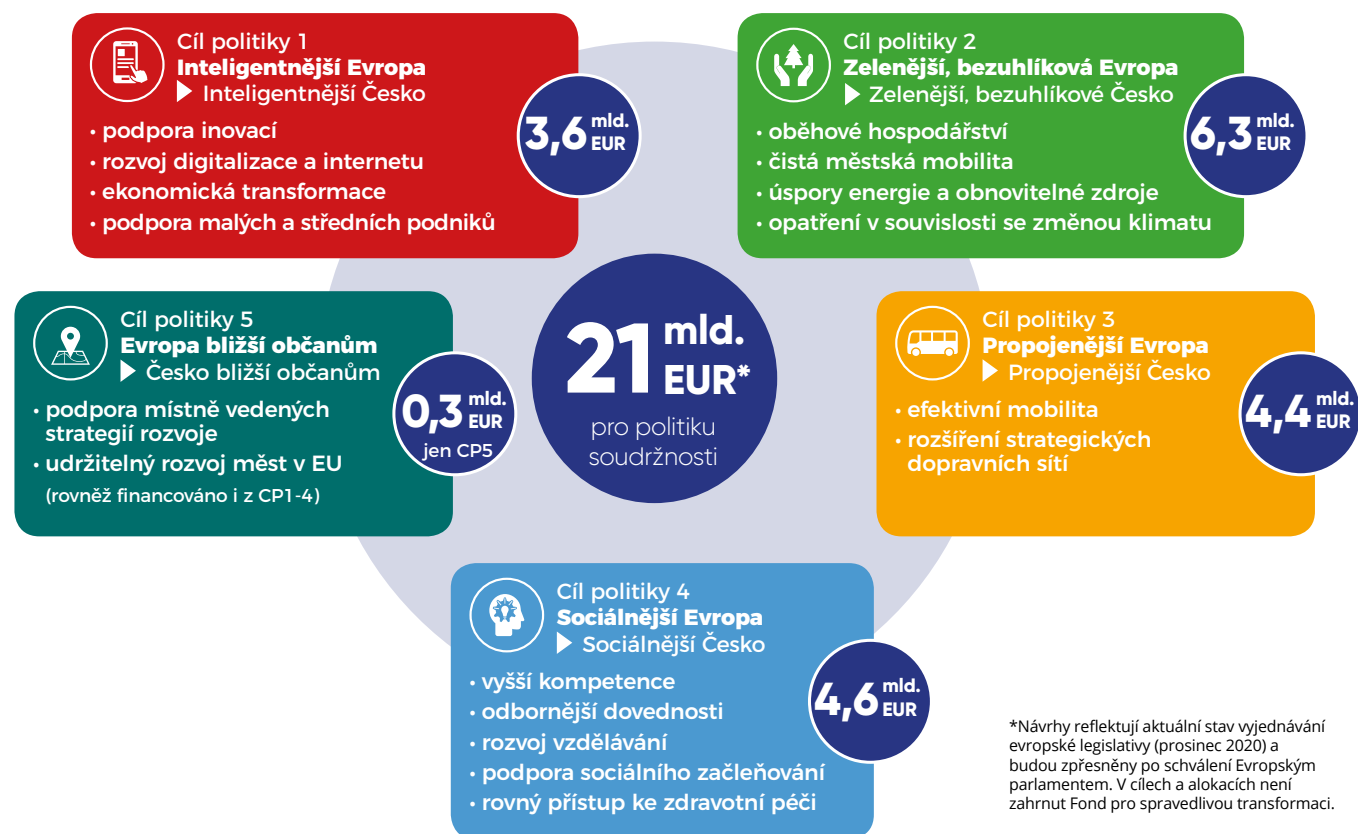 Cíl politiky 1
Inteligentnější Evropa
▶ Inteligentnější Česko
• podpora inovací
• rozvoj digitalizace a internetu
• ekonomická transformace
• podpora malých a středních podniků
3,6 mld. EUR
Cíl politiky 2
Zelenější, bezuhlíková Evropa
▶ Zelenější, bezuhlíkové Česko
• oběhové hospodářství
• čistá městská mobilita
• úspory energie a obnovitelné zdroje
• opatření v souvislosti se změnou klimatu
6,3 mld. EUR
Cíl politiky 5
Evropa bližší občanům
▶ Česko bližší občanům
• podpora místně vedených
strategií rozvoje
• udržitelný rozvoj měst v EU
(rovněž financováno i z CP1-4)
0,3 mld. EUR
jen CP5
21 mld. EUR*
pro politiku
soudržnosti
Cíl politiky 3
Propojenější Evropa
▶ Propojenější Česko
• efektivní mobilita
• rozšíření strategických
dopravních sítí
4,4 mld. EUR
Cíl politiky 4
Sociálnější Evropa
▶ Sociálnější Česko
• vyšší kompetence
• odbornější dovednosti
• rozvoj vzdělávání
• podpora sociálního začleňování
• rovný přístup ke zdravotní péči
4,6 mld. EUR
*Návrhy reflektují aktuální stav vyjednávání
evropské legislativy (prosinec 2020) a
budou zpřesněny po schválení Evropským
parlamentem. V cílech a alokacích není
zahrnut Fond pro spravedlivou transformaci.